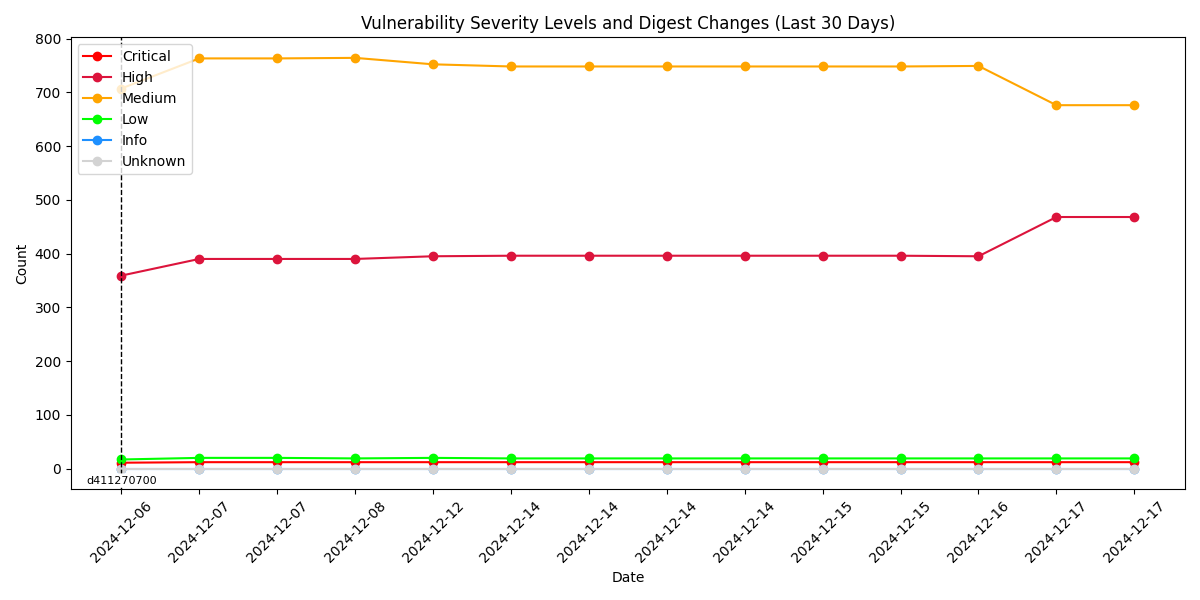 Vulnerability Severity Levels and Digest Changes (Last 30 Days)
Critical
High
Medium
Low
Info
Unknown
800
700
600
500
400
300
200
100
0
Count
d411270700
2024-12-06
2024-12-07
2024-12-07
2024-12-08
2024-12-12
2024-12-14
2024-12-14
2024-12-14
2024-12-14
2024-12-15
2024-12-15
2024-12-16
2024-12-17
2024-12-17
Date